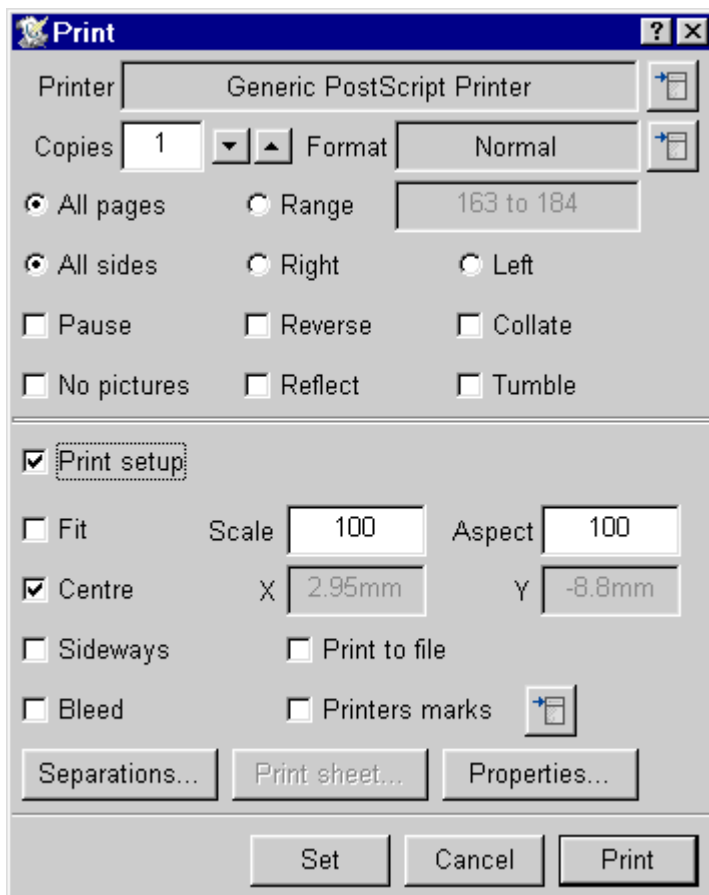 Print
Printer Generic PostScript Printer
Copies 1 Format Normal
All pages Range 163 to 184
All sides Right Left
Pause Reverse Collate
No pictures Reflect Tumble
Print setup
Fit Scale 100 Aspect 100
Centre X 2.95mm Y -8.8mm
Sideways Print to file
Bleed Printers marks
Separations... Print sheet... Properties...
Set Cancel Print